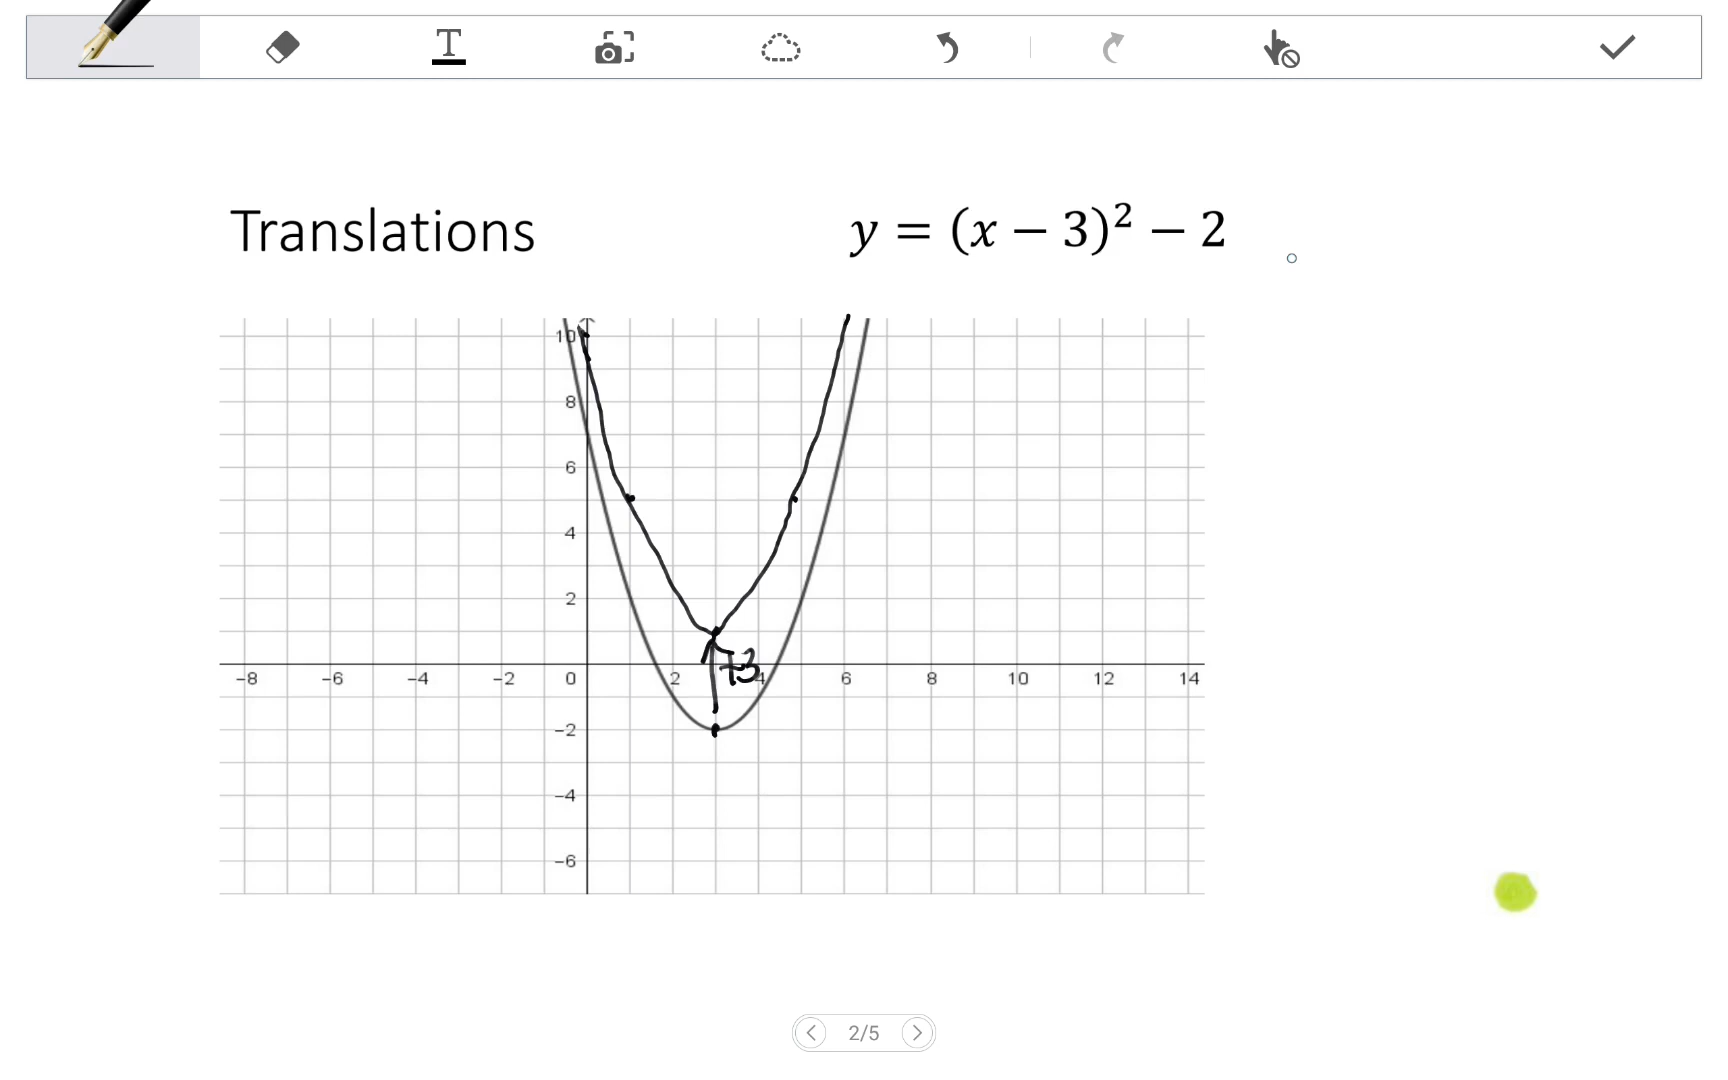 T
Translations
y = (x − 3)² − 2
10
8
6
4
2
+3
−8 −6 −4 −2 0 2 4 6 8 10 12 14
−2
−4
−6
2/5